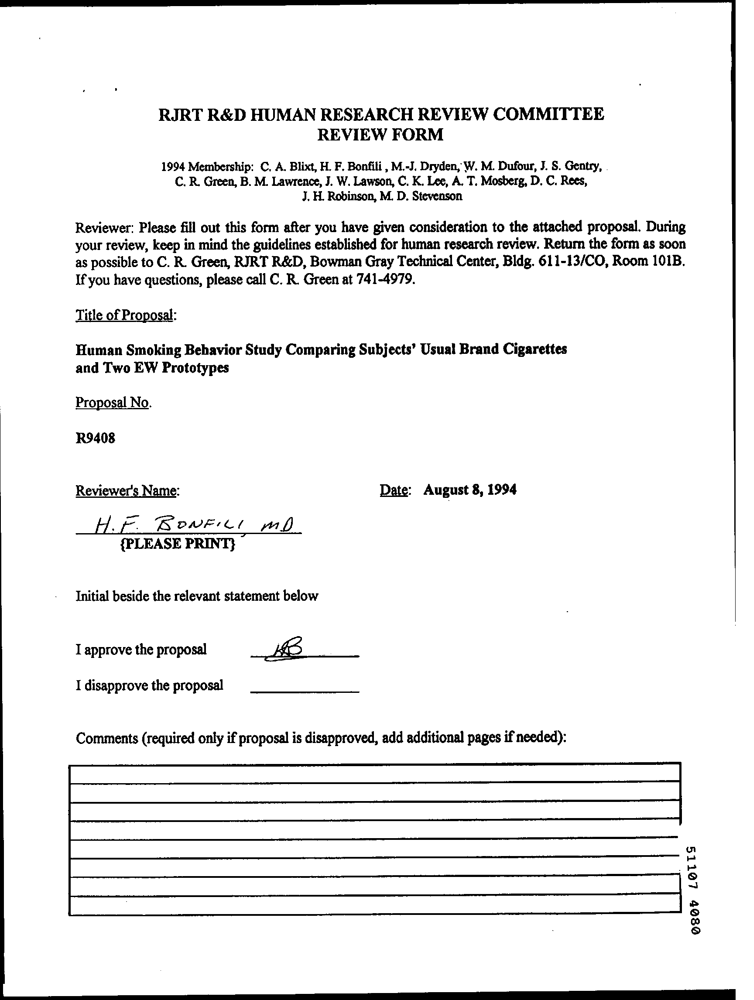 RJRT R&D HUMAN RESEARCH REVIEW COMMITTEE
REVIEW FORM
1994 Membership: C. A. Blixt, H. F. Bonfili , M.-J. Dryden, W. M. Dufour, J. S. Gentry,
C. R. Green, B. M. Lawrence, J. W. Lawson, C. K. Lee, A. T. Mosberg, D. C. Rees,
J. H. Robinson, M. D. Stevenson
Reviewer: Please fill out this form after you have given consideration to the attached proposal. During
your review, keep in mind the guidelines established for human research review. Return the form as soon
as possible to C. R. Green, RJRT R&D, Bowman Gray Technical Center, Bldg. 611-13/CO, Room 101B.
If you have questions, please call C. R. Green at 741-4979.
Title of Proposal:
Human Smoking Behavior Study Comparing Subjects' Usual Brand Cigarettes
and Two EW Prototypes
Proposal No.
R9408
Reviewer's Name: Date: August 8, 1994
H. F. BONFILI, MD
{PLEASE PRINT}
Initial beside the relevant statement below
I approve the proposal HB
I disapprove the proposal
Comments (required only if proposal is disapproved, add additional pages if needed):
51107 4080